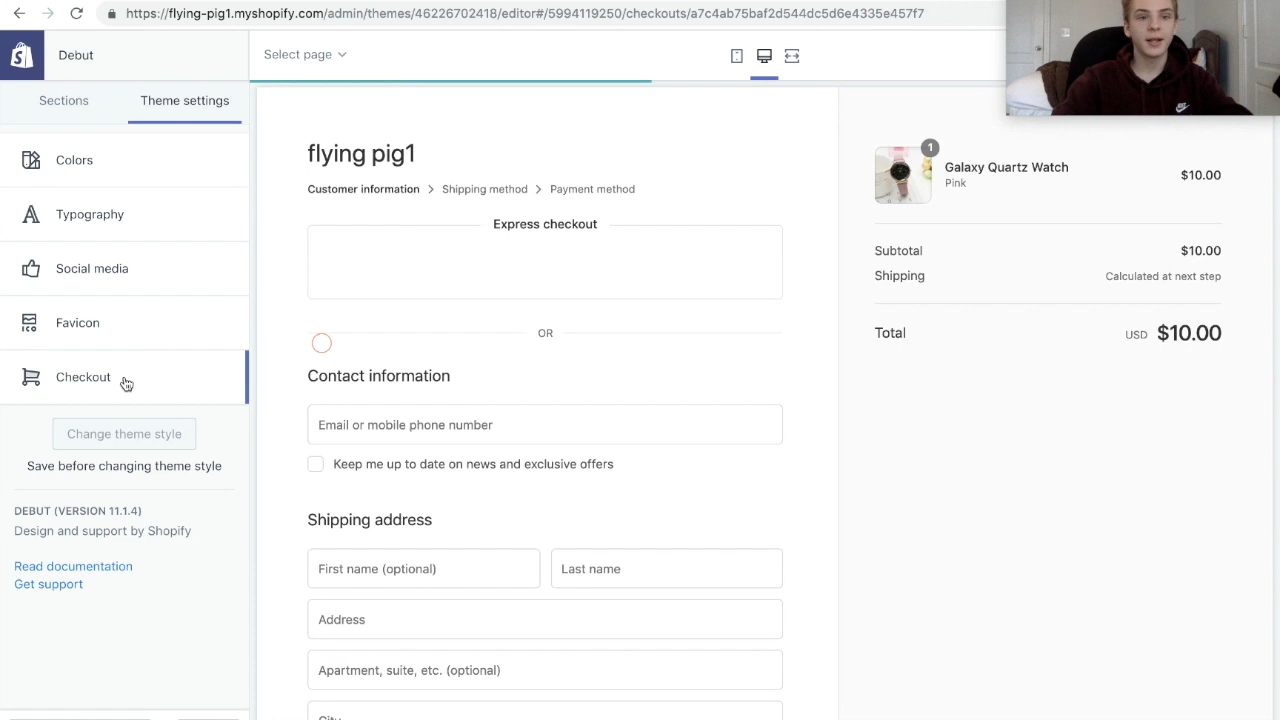 https://flying-pig1.myshopify.com/admin/themes/46226702418/editor#/5994119250/checkouts/a7c4ab75baf2d544dc5d6e4335e457f7
Debut
Select page
Sections
Theme settings
Colors
Typography
Social media
Favicon
Checkout
Change theme style
Save before changing theme style
DEBUT (VERSION 11.1.4)
Design and support by Shopify
Read documentation
Get support
flying pig1
Customer information > Shipping method > Payment method
Express checkout
OR
Contact information
Email or mobile phone number
Keep me up to date on news and exclusive offers
Shipping address
First name (optional)
Last name
Address
Apartment, suite, etc. (optional)
City
1
Galaxy Quartz Watch
Pink
$10.00
Subtotal
$10.00
Shipping
Calculated at next step
Total
USD $10.00